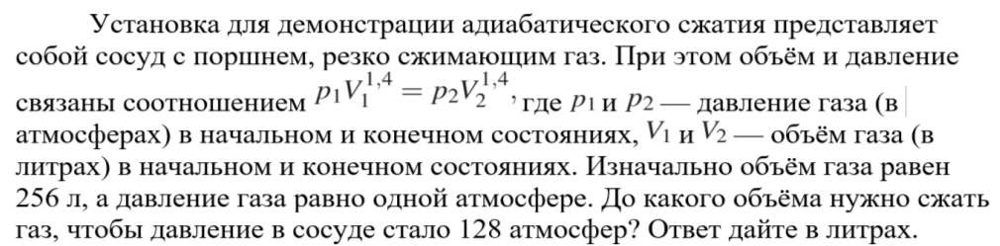 Установка для демонстрации адиабатического сжатия представляет
собой сосуд с поршнем, резко сжимающим газ. При этом объём и давление
связаны соотношением p₁V₁^1,4 = p₂V₂^1,4, где p₁ и p₂ — давление газа (в
атмосферах) в начальном и конечном состояниях, V₁ и V₂ — объём газа (в
литрах) в начальном и конечном состояниях. Изначально объём газа равен
256 л, а давление газа равно одной атмосфере. До какого объёма нужно сжать
газ, чтобы давление в сосуде стало 128 атмосфер? Ответ дайте в литрах.